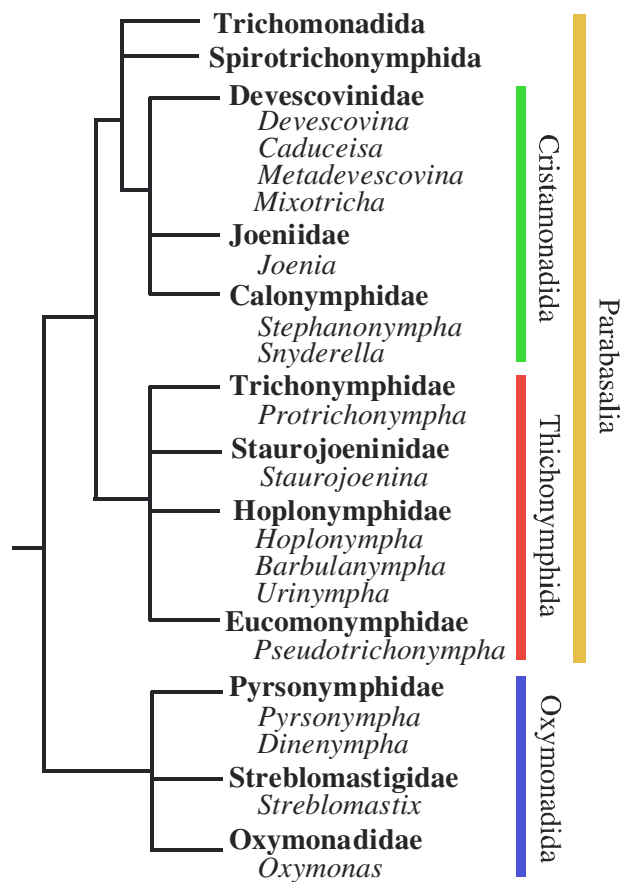 Trichomonadida
Spirotrichonymphida
Devescovinidae
Devescovina
Caduceisa
Metadevescovina
Mixotricha
Joeniidae
Joenia
Calonymphidae
Stephanonympha
Snyderella
Cristamonadida
Trichonymphidae
Protrichonympha
Staurojoeninidae
Staurojoenina
Hoplonymphidae
Hoplonympha
Barbulanympha
Urinympha
Eucomonymphidae
Pseudotrichonympha
Thichonymphida
Parabasalia
Pyrsonymphidae
Pyrsonympha
Dinenympha
Streblomastigidae
Streblomastix
Oxymonadidae
Oxymonas
Oxymonadida